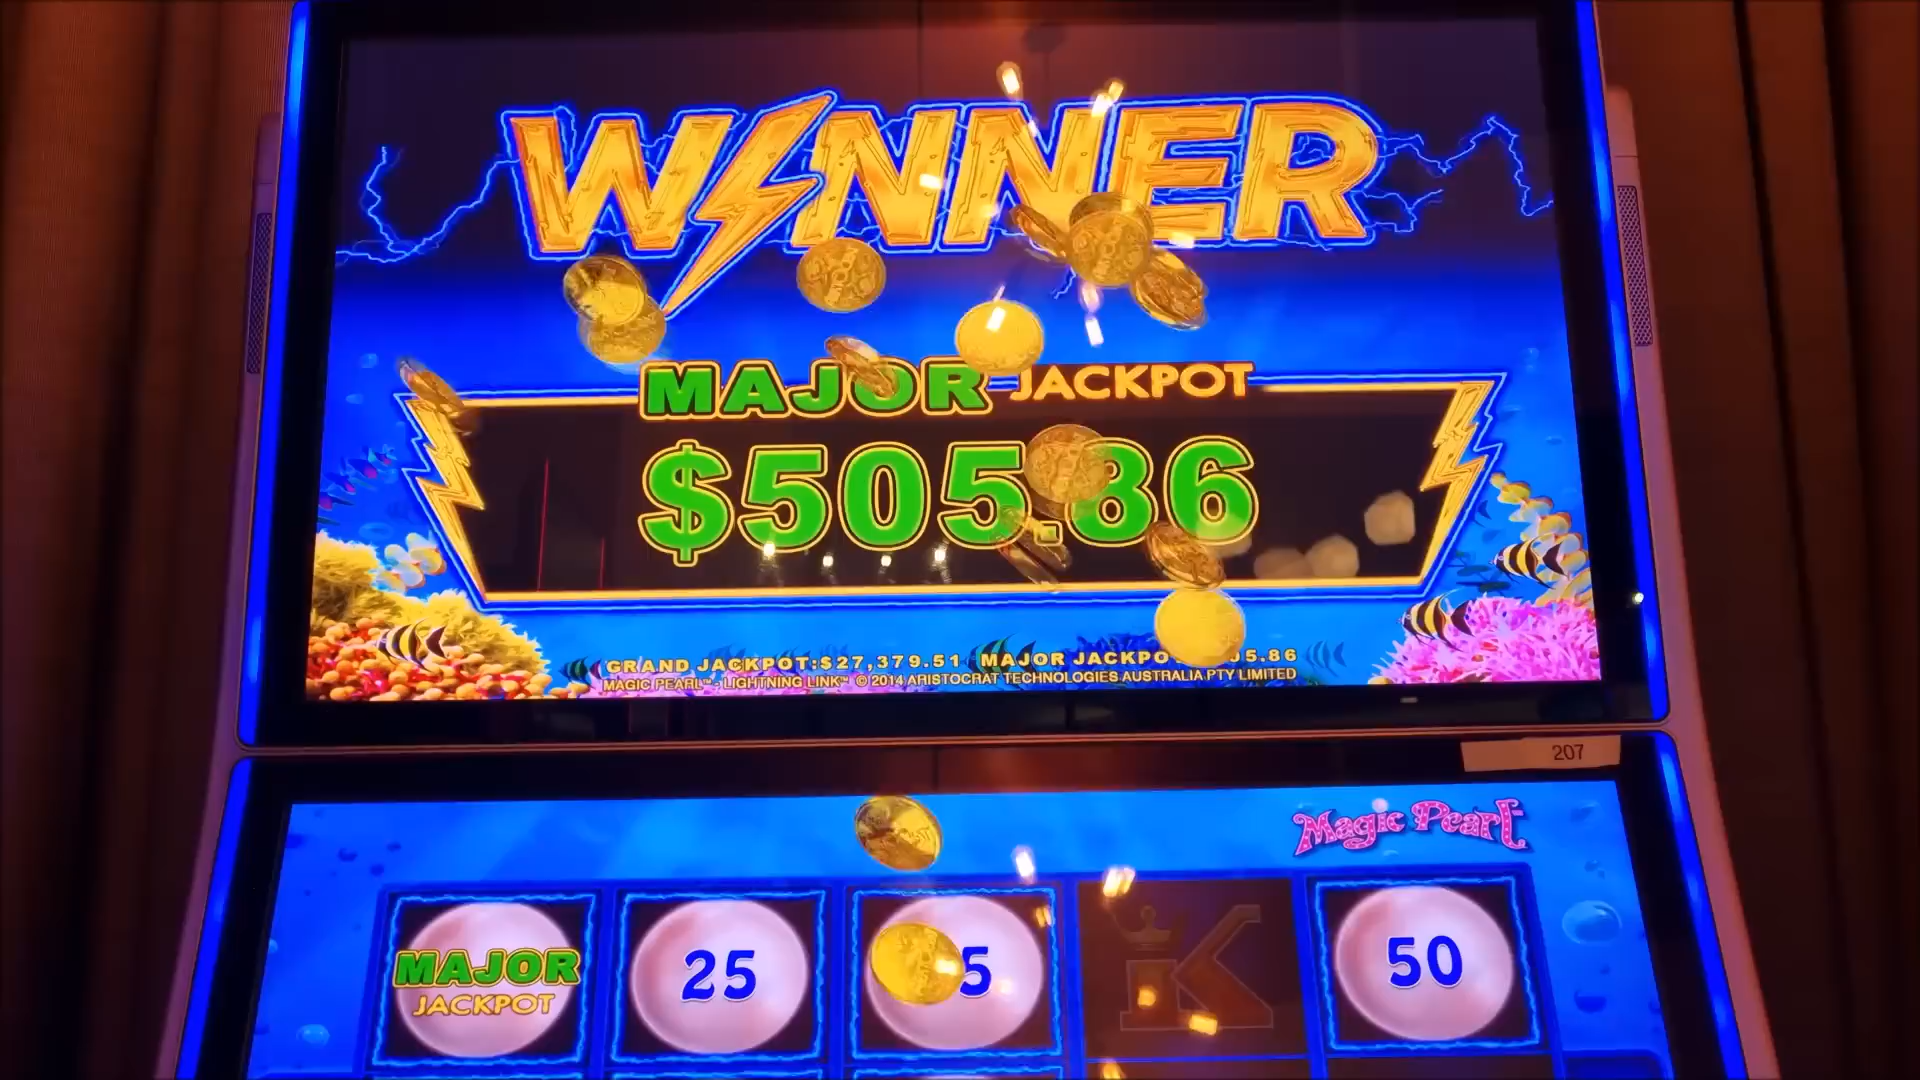 WINNER
MAJOR JACKPOT
$505.86
GRAND JACKPOT:$27,379.51 MAJOR
MAGIC PEARL™ - LIGHTNING LINK™ © 2014 ARISTOCRAT TECHNOLOGIES AUSTRALIA PTY LIMITED
207
Magic Pearl
MAJOR
JACKPOT
25
50
K